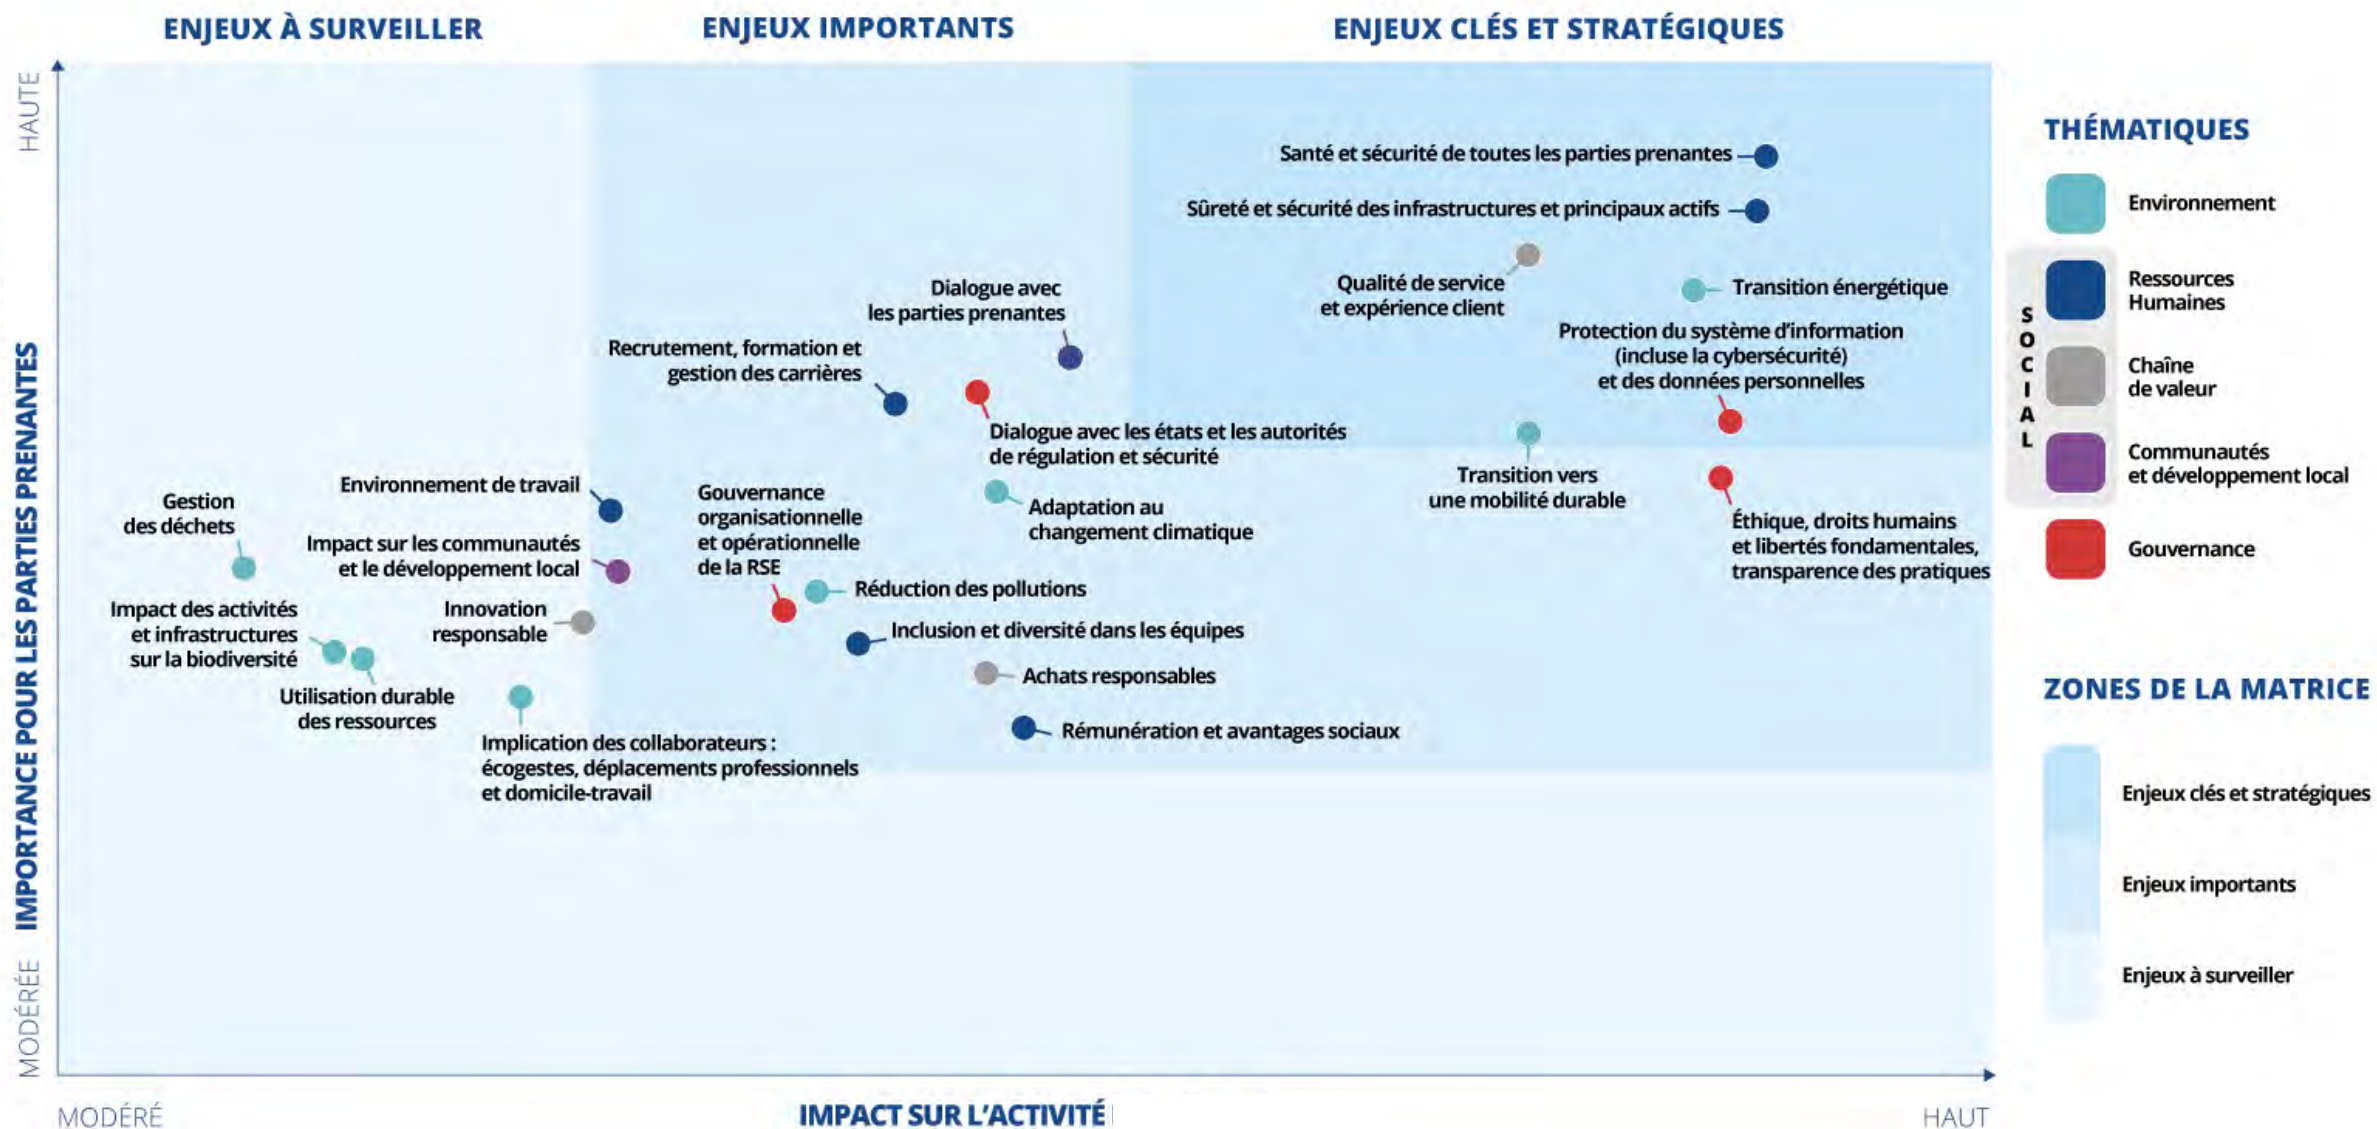 ENJEUX À SURVEILLER
ENJEUX IMPORTANTS
ENJEUX CLÉS ET STRATÉGIQUES
HAUTE
IMPORTANCE POUR LES PARTIES PRENANTES
MODÉRÉE
Santé et sécurité de toutes les parties prenantes
Sûreté et sécurité des infrastructures et principaux actifs
Qualité de service
et expérience client
Transition énergétique
Protection du système d'information
(incluse la cybersécurité)
et des données personnelles
Dialogue avec
les parties prenantes
Recrutement, formation et
gestion des carrières
Dialogue avec les états et les autorités
de régulation et sécurité
Transition vers
une mobilité durable
Éthique, droits humains
et libertés fondamentales,
transparence des pratiques
Adaptation au
changement climatique
Gouvernance
organisationnelle
et opérationnelle
de la RSE
Réduction des pollutions
Inclusion et diversité dans les équipes
Achats responsables
Rémunération et avantages sociaux
Environnement de travail
Gestion
des déchets
Impact sur les communautés
et le développement local
Innovation
responsable
Impact des activités
et infrastructures
sur la biodiversité
Utilisation durable
des ressources
Implication des collaborateurs :
écogestes, déplacements professionnels
et domicile-travail
MODÉRÉ
IMPACT SUR L'ACTIVITÉ
HAUT
THÉMATIQUES
Environnement
SOCIAL
Ressources
Humaines
Chaîne
de valeur
Communautés
et développement local
Gouvernance
ZONES DE LA MATRICE
Enjeux clés et stratégiques
Enjeux importants
Enjeux à surveiller